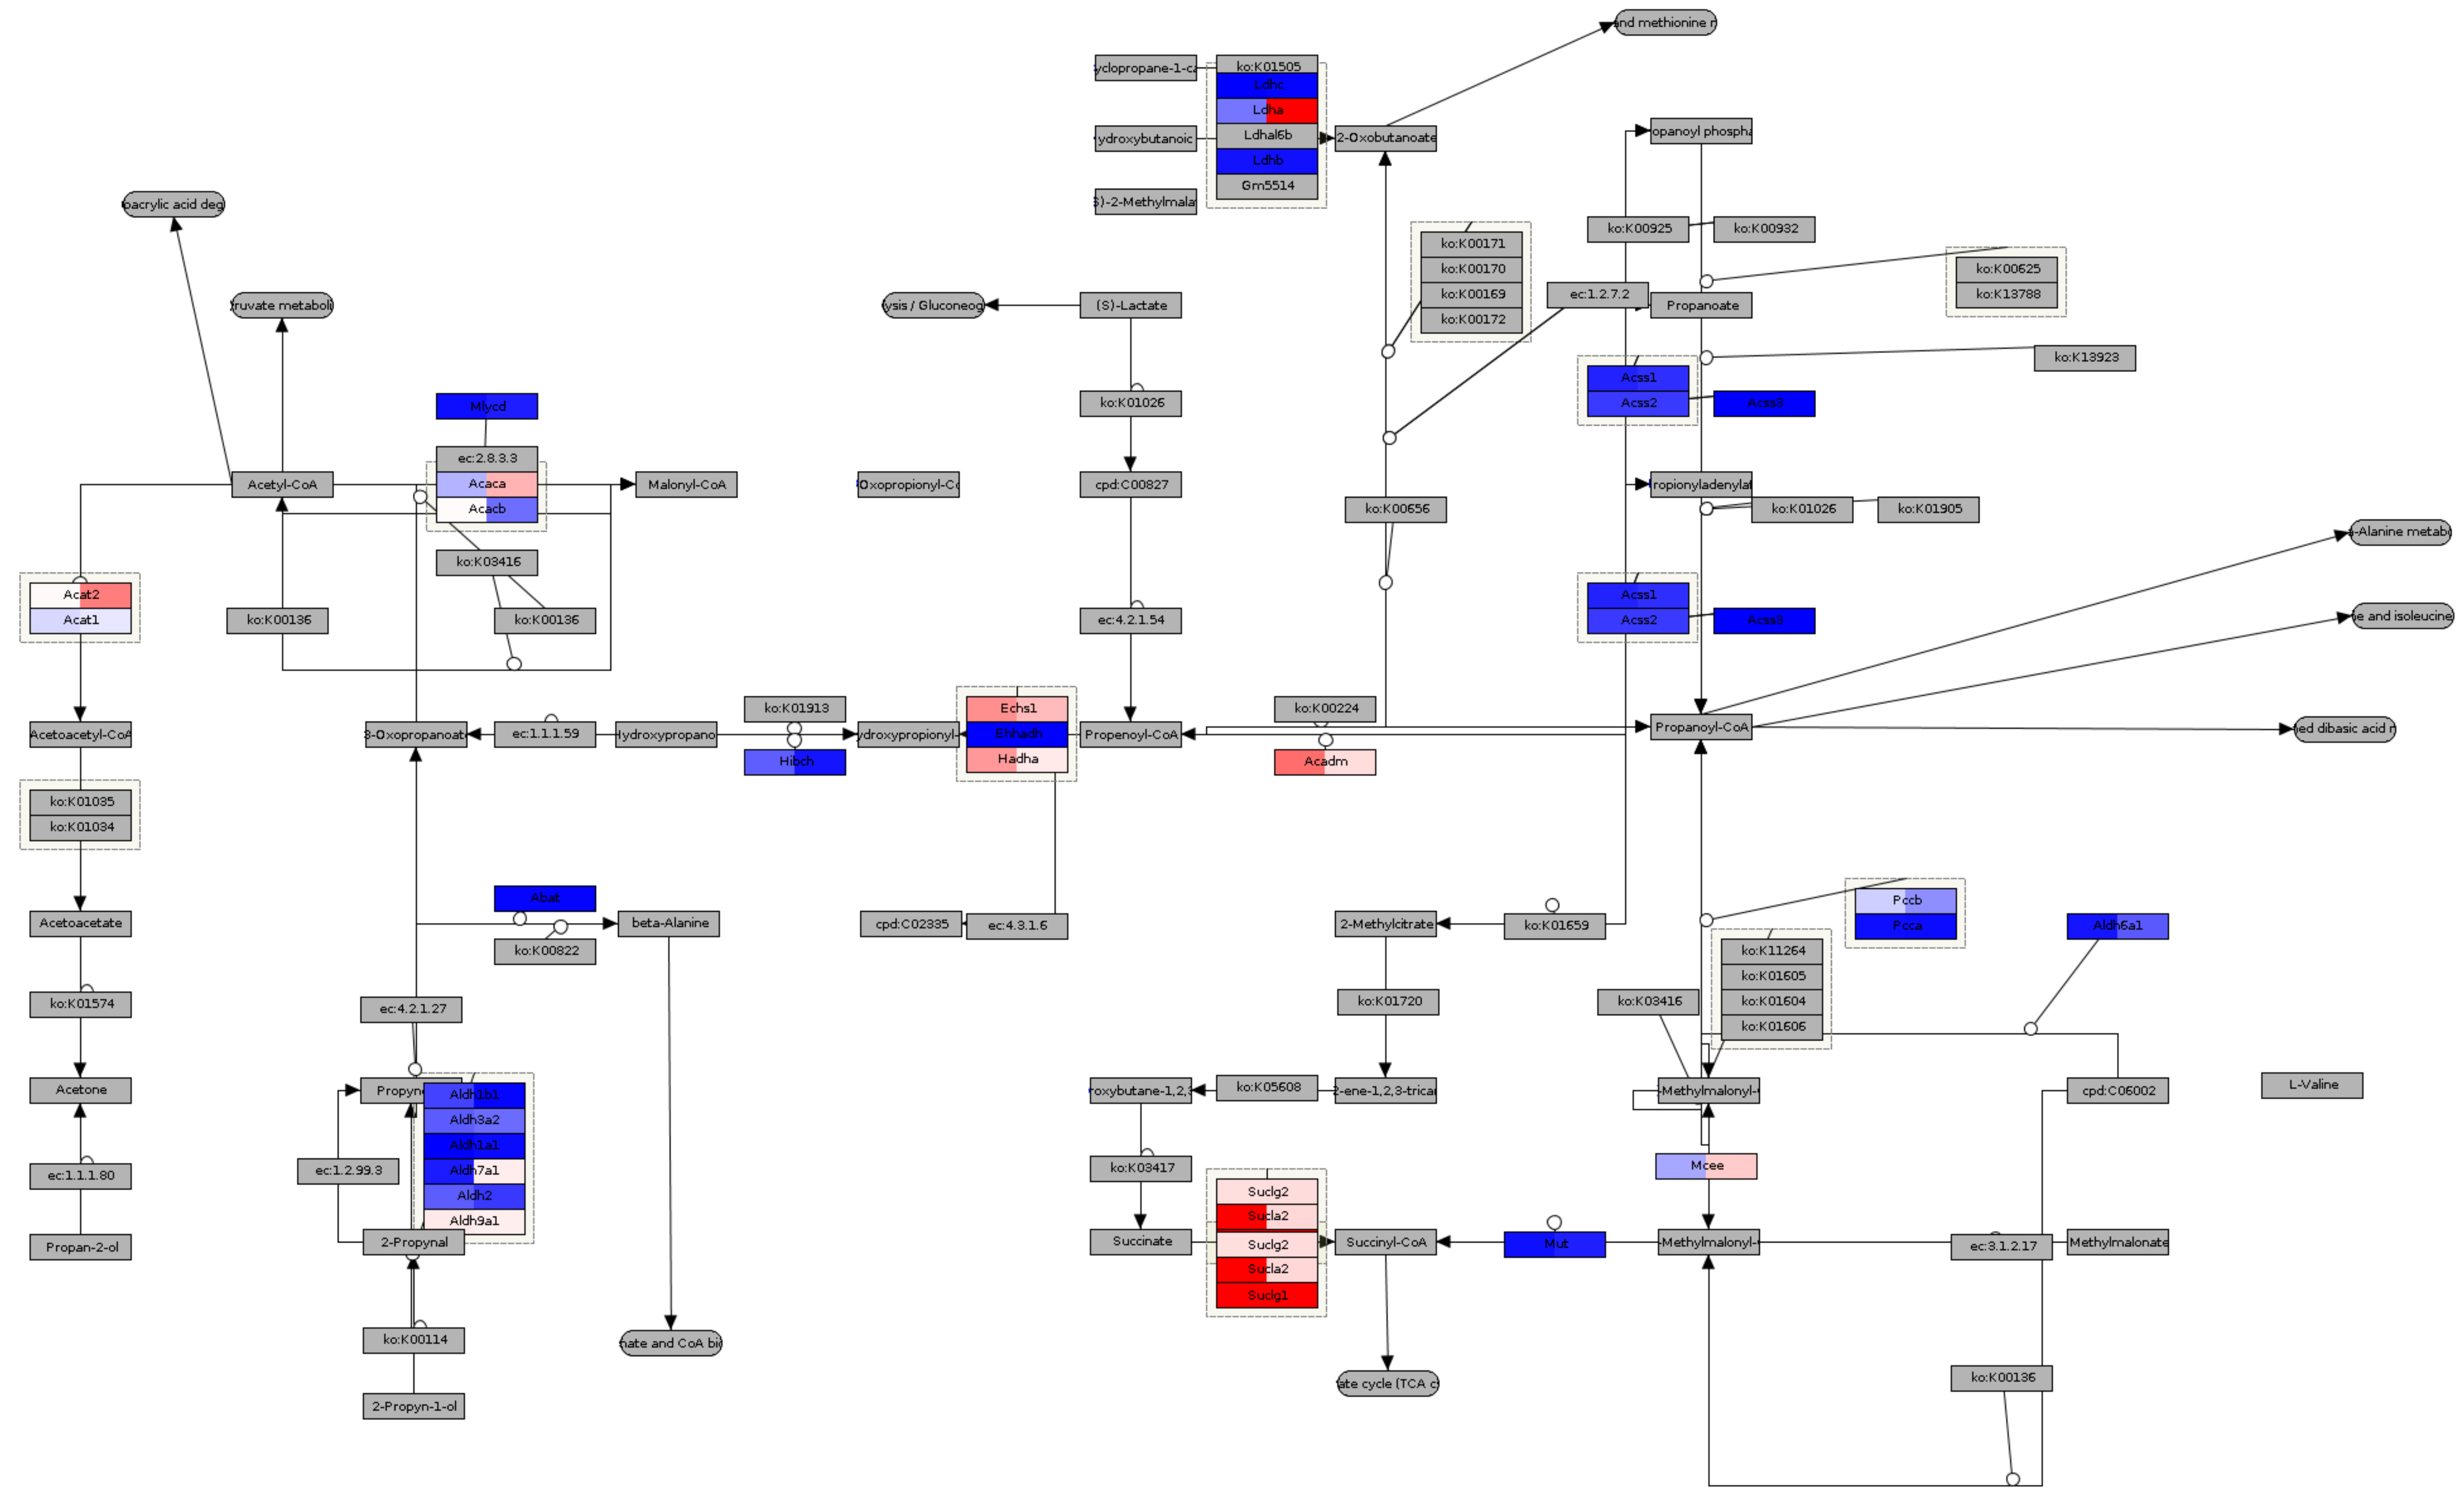 and methionine r
yclopropane-1-ca
ko:K01505
Ldhc
Ldha
Ldhal6b
Ldhb
Gm5514
ydroxybutanoic
2-Oxobutanoate
S)-2-Methylmala
opanoyl phospha
oacrylic acid deg
ko:K00925
ko:K00932
ko:K00171
ko:K00170
ko:K00169
ko:K00172
ko:K00625
ko:K13788
ruvate metaboli
ysis / Gluconeog
(S)-Lactate
ec:1.2.7.2
Propanoate
ko:K13923
Acss1
Acss2
Acss3
Mlycd
ko:K01026
ec:2.8.3.3
Acaca
Acacb
Acetyl-CoA
Malonyl-CoA
Oxopropionyl-Co
cpd:C00827
ropionyladenylat
ko:K00656
ko:K01026
ko:K01905
-Alanine metabo
ko:K03416
Acat2
Acat1
ko:K00136
ko:K00136
ec:4.2.1.54
Acss1
Acss2
Acss3
e and isoleucine
ko:K01913
Echs1
Ehhadh
Hadha
ko:K00224
Acetoacetyl-CoA
3-Oxopropanoate
ec:1.1.1.59
Hydroxypropano
ydroxypropionyl-
Propenoyl-CoA
Propanoyl-CoA
ed dibasic acid r
Hibch
Acadm
ko:K01035
ko:K01034
Abat
Pccb
Pcca
Acetoacetate
beta-Alanine
cpd:C02335
ec:4.3.1.6
2-Methylcitrate
ko:K01659
Aldh6a1
ko:K00822
ko:K11264
ko:K01605
ko:K01604
ko:K01606
ko:K01574
ec:4.2.1.27
ko:K01720
ko:K03416
Acetone
Propyn
Aldh1b1
Aldh3a2
Aldh1a1
Aldh7a1
Aldh2
Aldh9a1
roxybutane-1,2,3
ko:K05608
2-ene-1,2,3-tricar
-Methylmalonyl-
cpd:C06002
L-Valine
ec:1.1.1.80
ec:1.2.99.3
ko:K03417
Mcee
Suclg2
Sucla2
Suclg2
Sucla2
Suclg1
Propan-2-ol
2-Propynal
Succinate
Succinyl-CoA
Mut
-Methylmalonyl-
ec:3.1.2.17
Methylmalonate
ko:K00114
nate and CoA bi
ate cycle (TCA c
ko:K00136
2-Propyn-1-ol